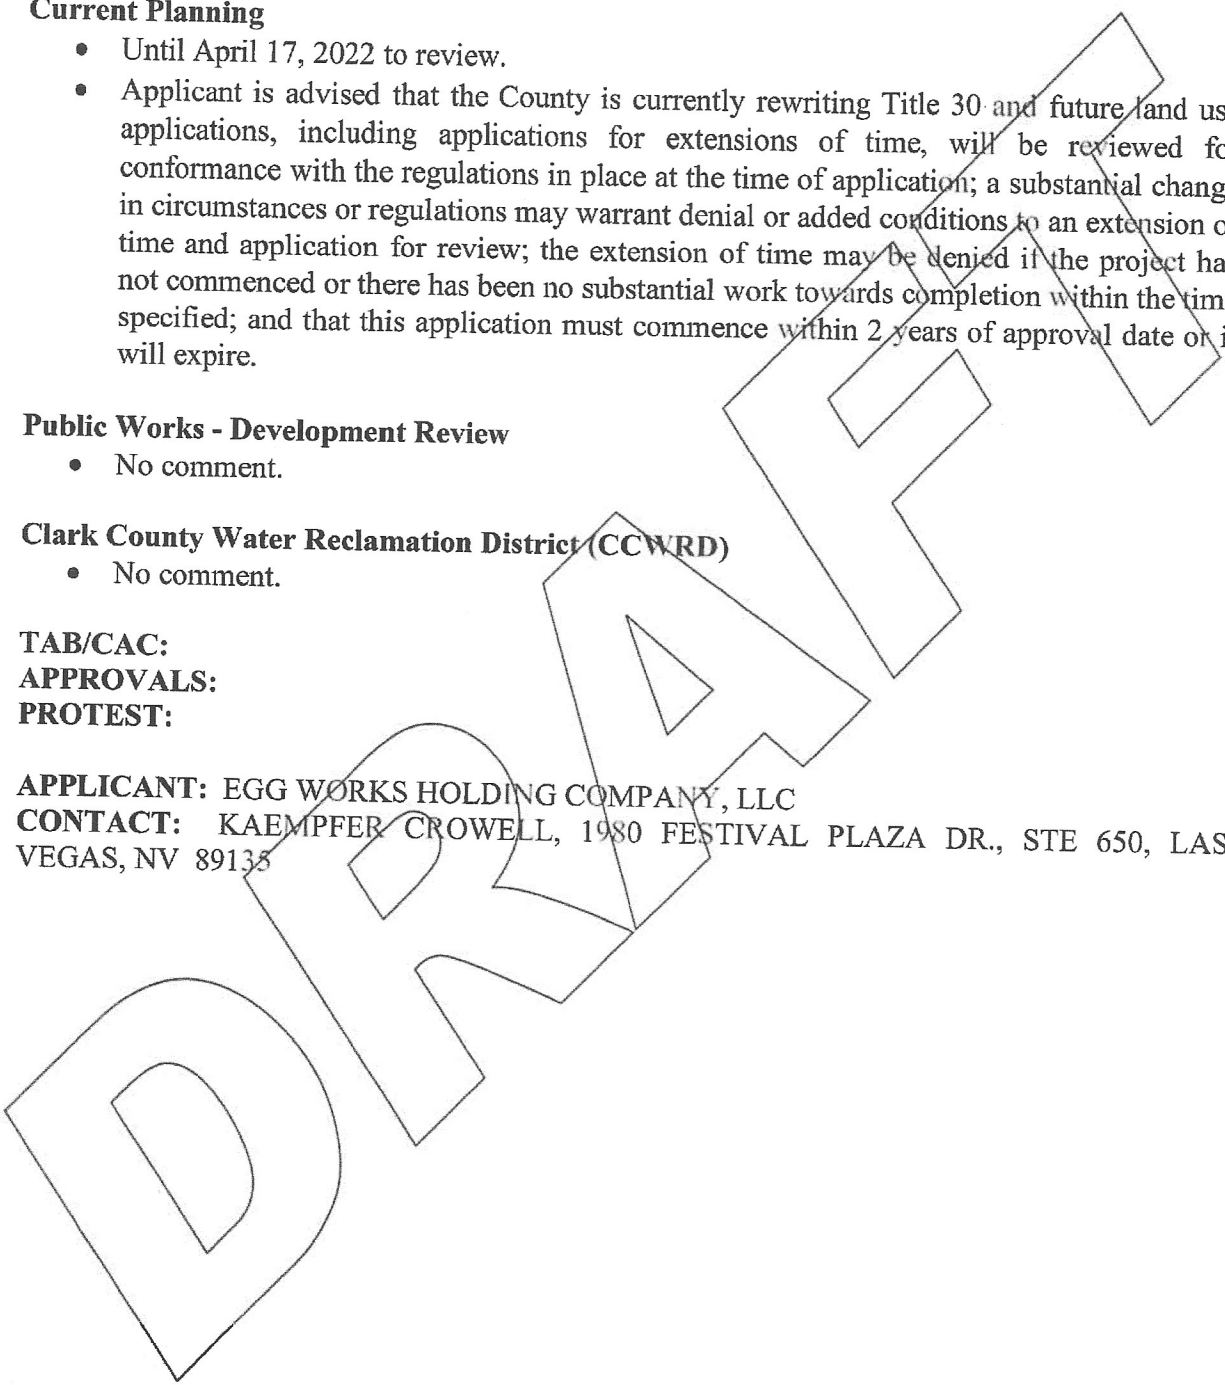 Current Planning
• Until April 17, 2022 to review.
• Applicant is advised that the County is currently rewriting Title 30 and future land us
applications, including applications for extensions of time, will be reviewed fo
conformance with the regulations in place at the time of application; a substantial chang
in circumstances or regulations may warrant denial or added conditions to an extension o
time and application for review; the extension of time may be denied if the project ha
not commenced or there has been no substantial work towards completion within the tim
specified; and that this application must commence within 2 years of approval date or i
will expire.
Public Works - Development Review
• No comment.
Clark County Water Reclamation District (CCWRD)
• No comment.
TAB/CAC:
APPROVALS:
PROTEST:
APPLICANT: EGG WORKS HOLDING COMPANY, LLC
CONTACT: KAEMPFER CROWELL, 1980 FESTIVAL PLAZA DR., STE 650, LAS
VEGAS, NV 89135
DRAFT